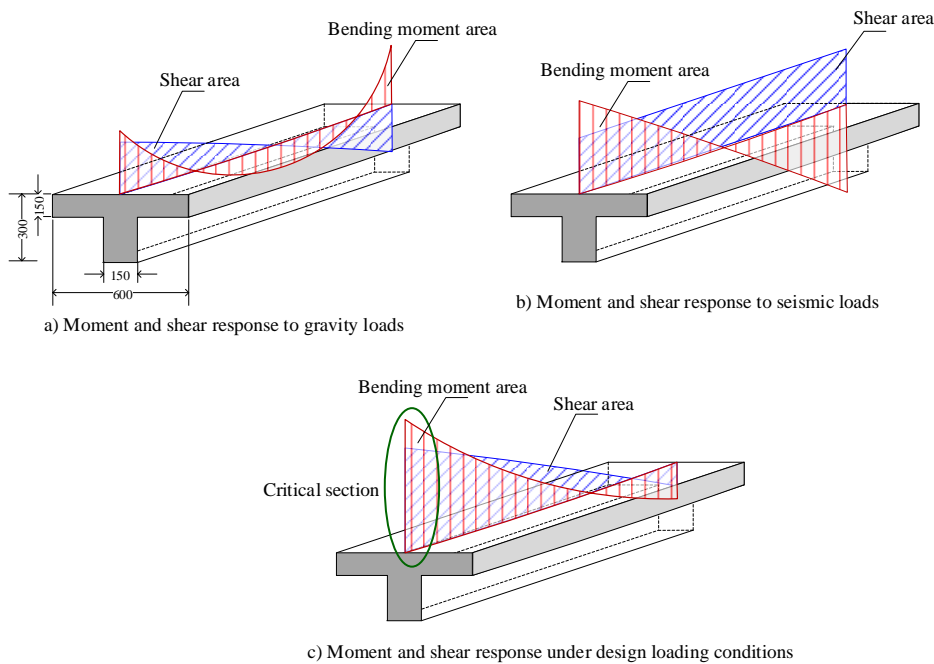 Bending moment area
Shear area
300
150
150
600
a) Moment and shear response to gravity loads
Shear area
Bending moment area
b) Moment and shear response to seismic loads
Bending moment area
Shear area
Critical section
c) Moment and shear response under design loading conditions